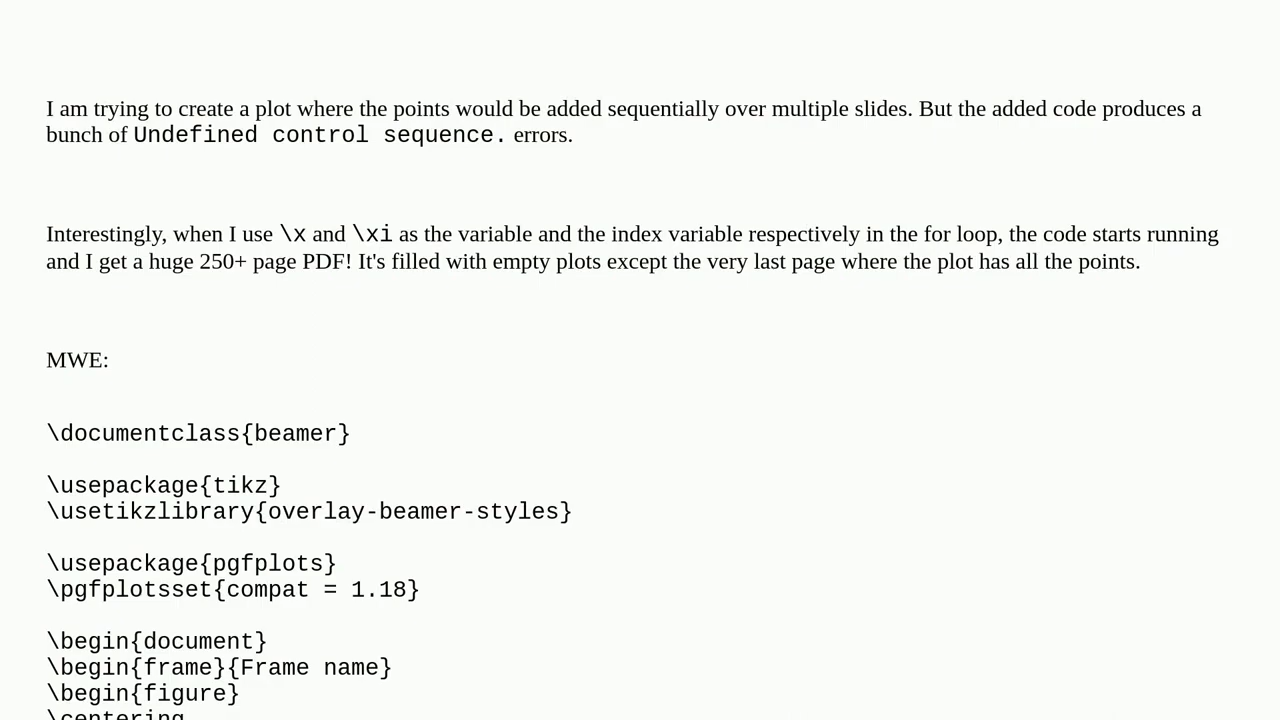 I am trying to create a plot where the points would be added sequentially over multiple slides. But the added code produces a
bunch of Undefined control sequence. errors.
Interestingly, when I use \x and \xi as the variable and the index variable respectively in the for loop, the code starts running
and I get a huge 250+ page PDF! It's filled with empty plots except the very last page where the plot has all the points.
MWE:
\documentclass{beamer}
\usepackage{tikz}
\usetikzlibrary{overlay-beamer-styles}
\usepackage{pgfplots}
\pgfplotsset{compat = 1.18}
\begin{document}
\begin{frame}{Frame name}
\begin{figure}
\centering